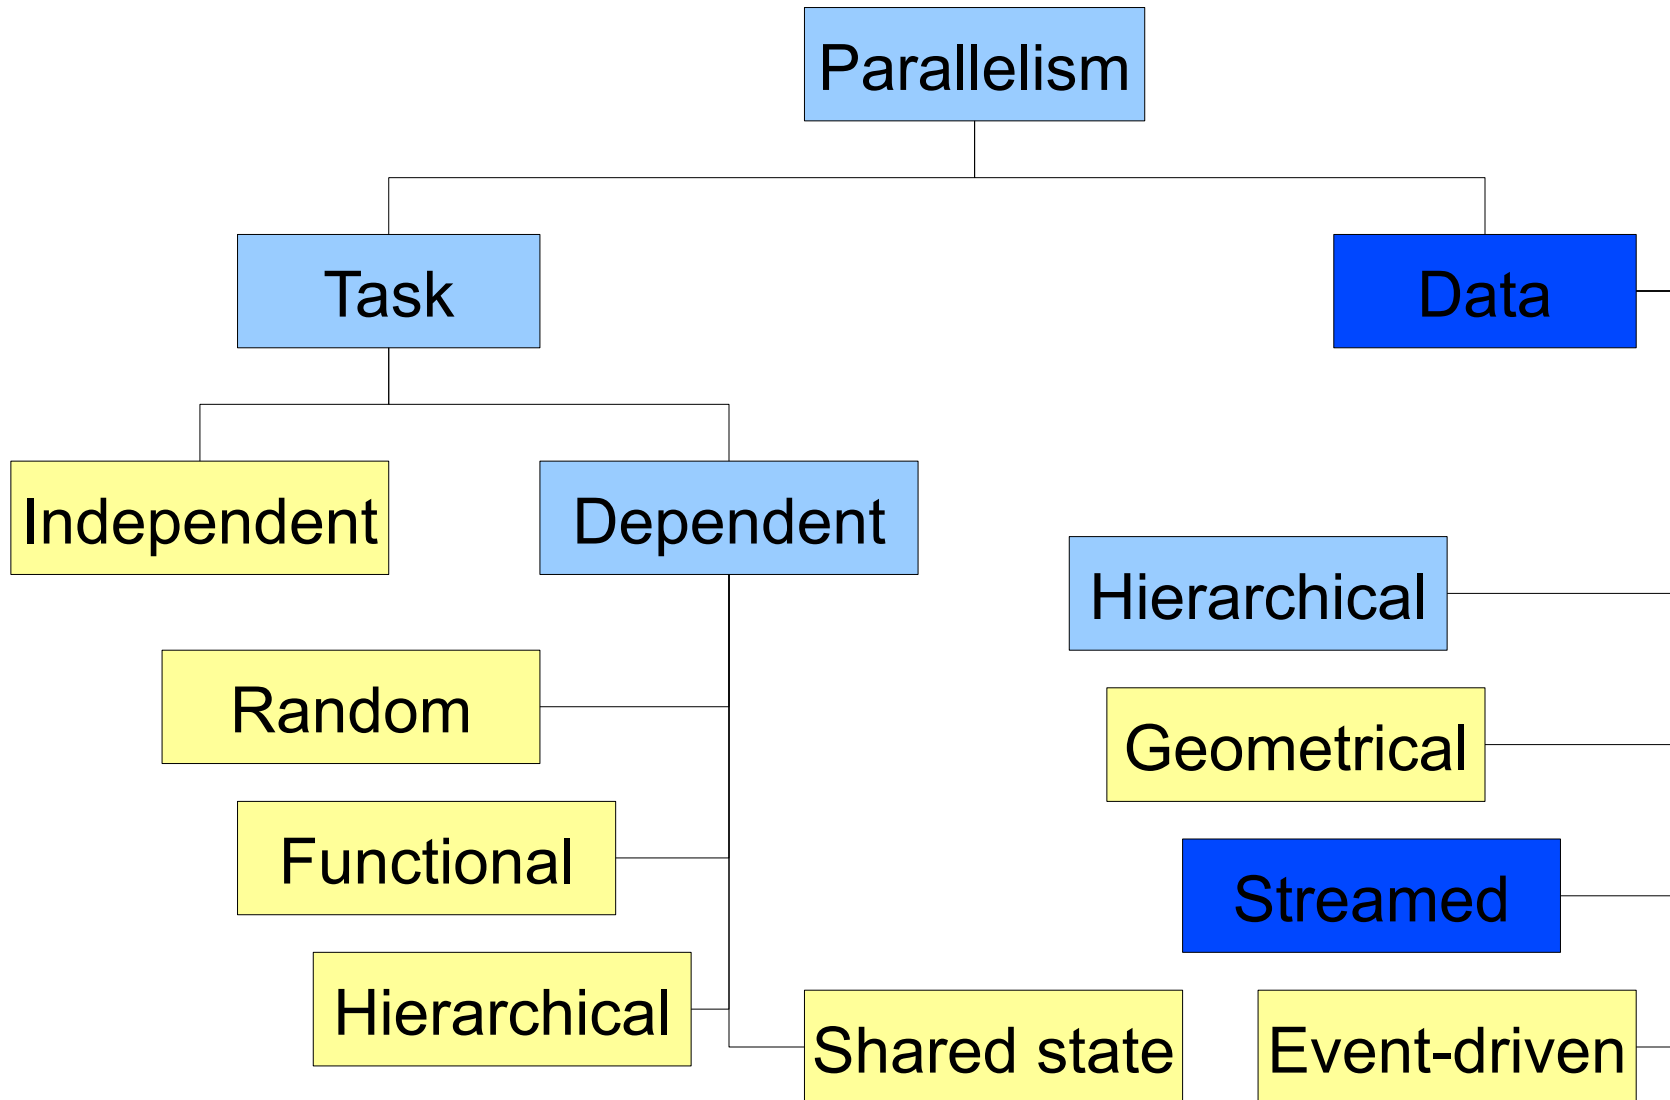 Parallelism
Task
Data
Independent
Dependent
Hierarchical
Random
Geometrical
Functional
Streamed
Hierarchical
Shared state
Event-driven